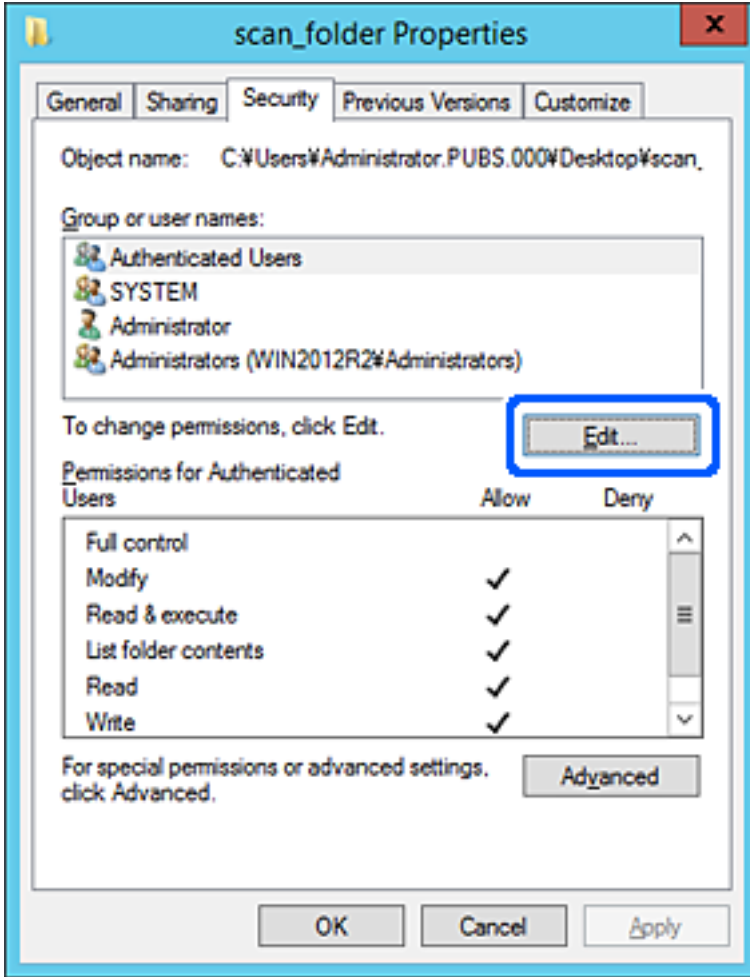 scan_folder Properties
x
General Sharing Security Previous Versions Customize
Object name: C:¥Users¥Administrator.PUBS.000¥Desktop¥scan_
Group or user names:
Authenticated Users
SYSTEM
Administrator
Administrators (WIN2012R2¥Administrators)
To change permissions, click Edit.
Edit...
Permissions for Authenticated
Users Allow Deny
Full control
Modify
Read & execute
List folder contents
Read
Write
For special permissions or advanced settings,
click Advanced.
Advanced
OK Cancel Apply